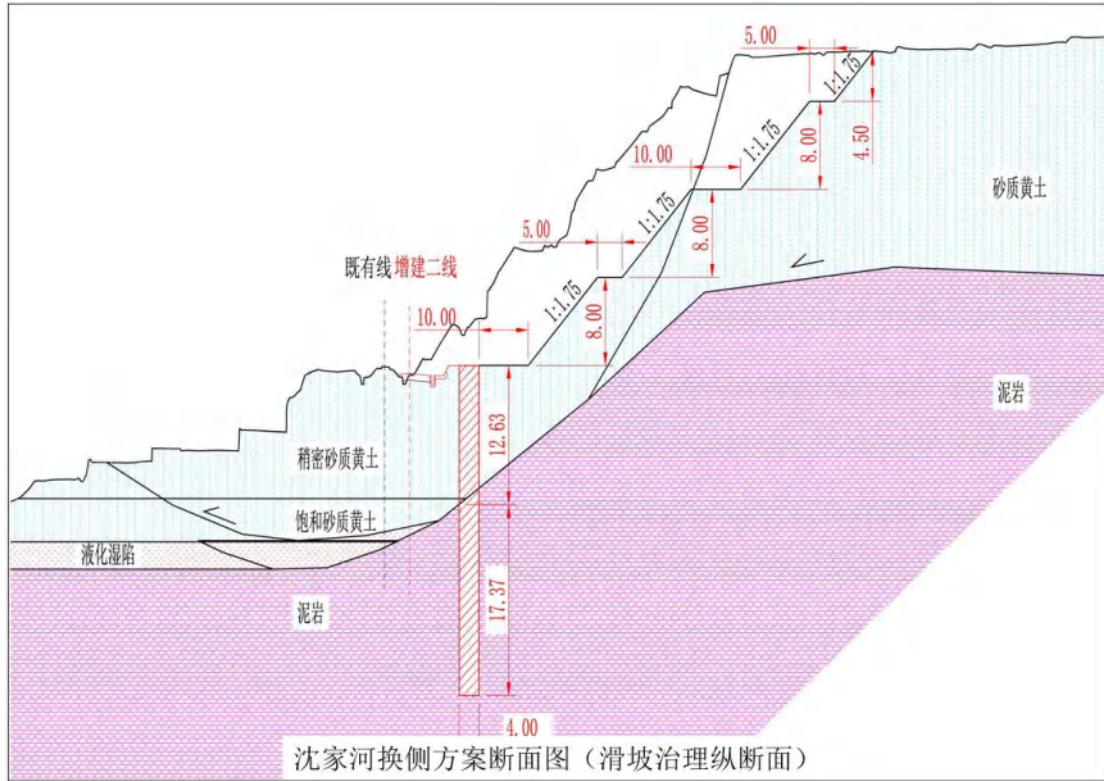 5.00
1:1.75
4.50
8.00
1:1.75
10.00
砂质黄土
8.00
1:1.75
5.00
既有线 增建二线
10.00
1:1.75
8.00
泥岩
12.63
稍密砂质黄土
饱和砂质黄土
液化湿陷
17.37
泥岩
4.00
沈家河换侧方案断面图（滑坡治理纵断面）